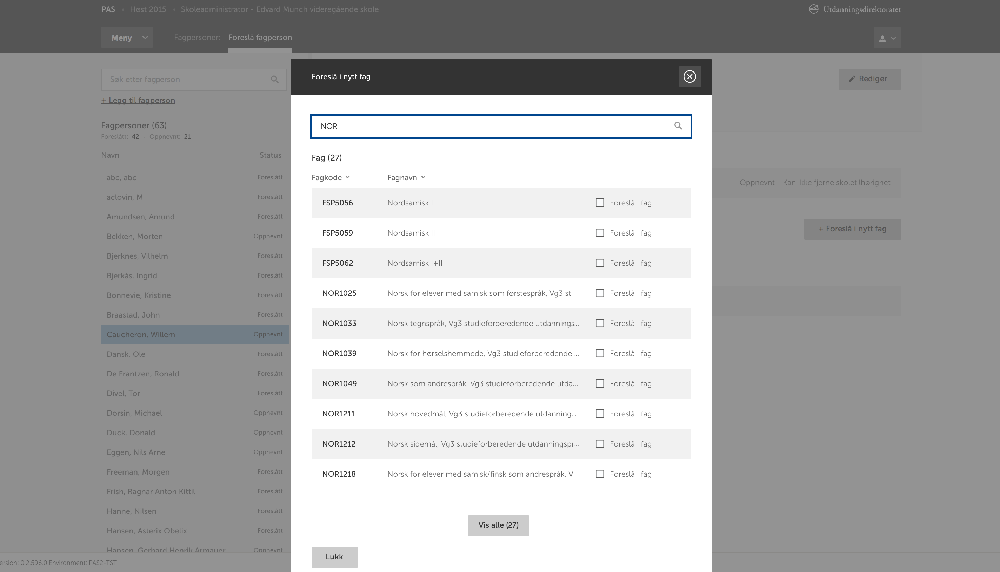 PAS • Høst 2015 • Skoleadministrator - Edvard Munch videregående skole
Utdanningsdirektoratet
Meny
Fagpersoner: Foreslå fagperson
Søk etter fagperson
+ Legg til fagperson
Fagpersoner (63)
Foreslått: 42 • Oppnevnt: 21
Navn Status
abc, abc Foreslått
aclovin, M Foreslått
Amundsen, Amund Foreslått
Bekken, Morten Oppnevnt
Bjerknes, Vilhelm Foreslått
Bjerkås, Ingrid Foreslått
Bonnevie, Kristine Foreslått
Braastad, John Foreslått
Caucheron, Willem Oppnevnt
Dansk, Ole Foreslått
De Frantzen, Ronald Foreslått
Divel, Tor Foreslått
Dorsin, Michael Oppnevnt
Duck, Donald Oppnevnt
Eggen, Nils Arne Oppnevnt
Freeman, Morgen Foreslått
Frish, Ragnar Anton Kittil Foreslått
Hanne, Nilsen Foreslått
Hansen, Asterix Obelix Foreslått
Hansen, Gerhard Henrik Armauer Oppnevnt
Foreslå i nytt fag
NOR
Fag (27)
Fagkode Fagnavn
FSP5056 Nordsamisk I Foreslå i fag
FSP5059 Nordsamisk II Foreslå i fag
FSP5062 Nordsamisk I+II Foreslå i fag
NOR1025 Norsk for elever med samisk som førstespråk, Vg3 st... Foreslå i fag
NOR1033 Norsk tegnspråk, Vg3 studieforberedende utdannings... Foreslå i fag
NOR1039 Norsk for hørselshemmede, Vg3 studieforberedende ... Foreslå i fag
NOR1049 Norsk som andrespråk, Vg3 studieforberedende utda... Foreslå i fag
NOR1211 Norsk hovedmål, Vg3 studieforberedende utdanning... Foreslå i fag
NOR1212 Norsk sidemål, Vg3 studieforberedende utdanningspr... Foreslå i fag
NOR1218 Norsk for elever med samisk/finsk som andrespråk, V... Foreslå i fag
Vis alle (27)
Lukk
Rediger
Oppnevnt - Kan ikke fjerne skoletilhørighet
+ Foreslå i nytt fag
ersion: 0.2.596.0 Environment: PAS2-TST